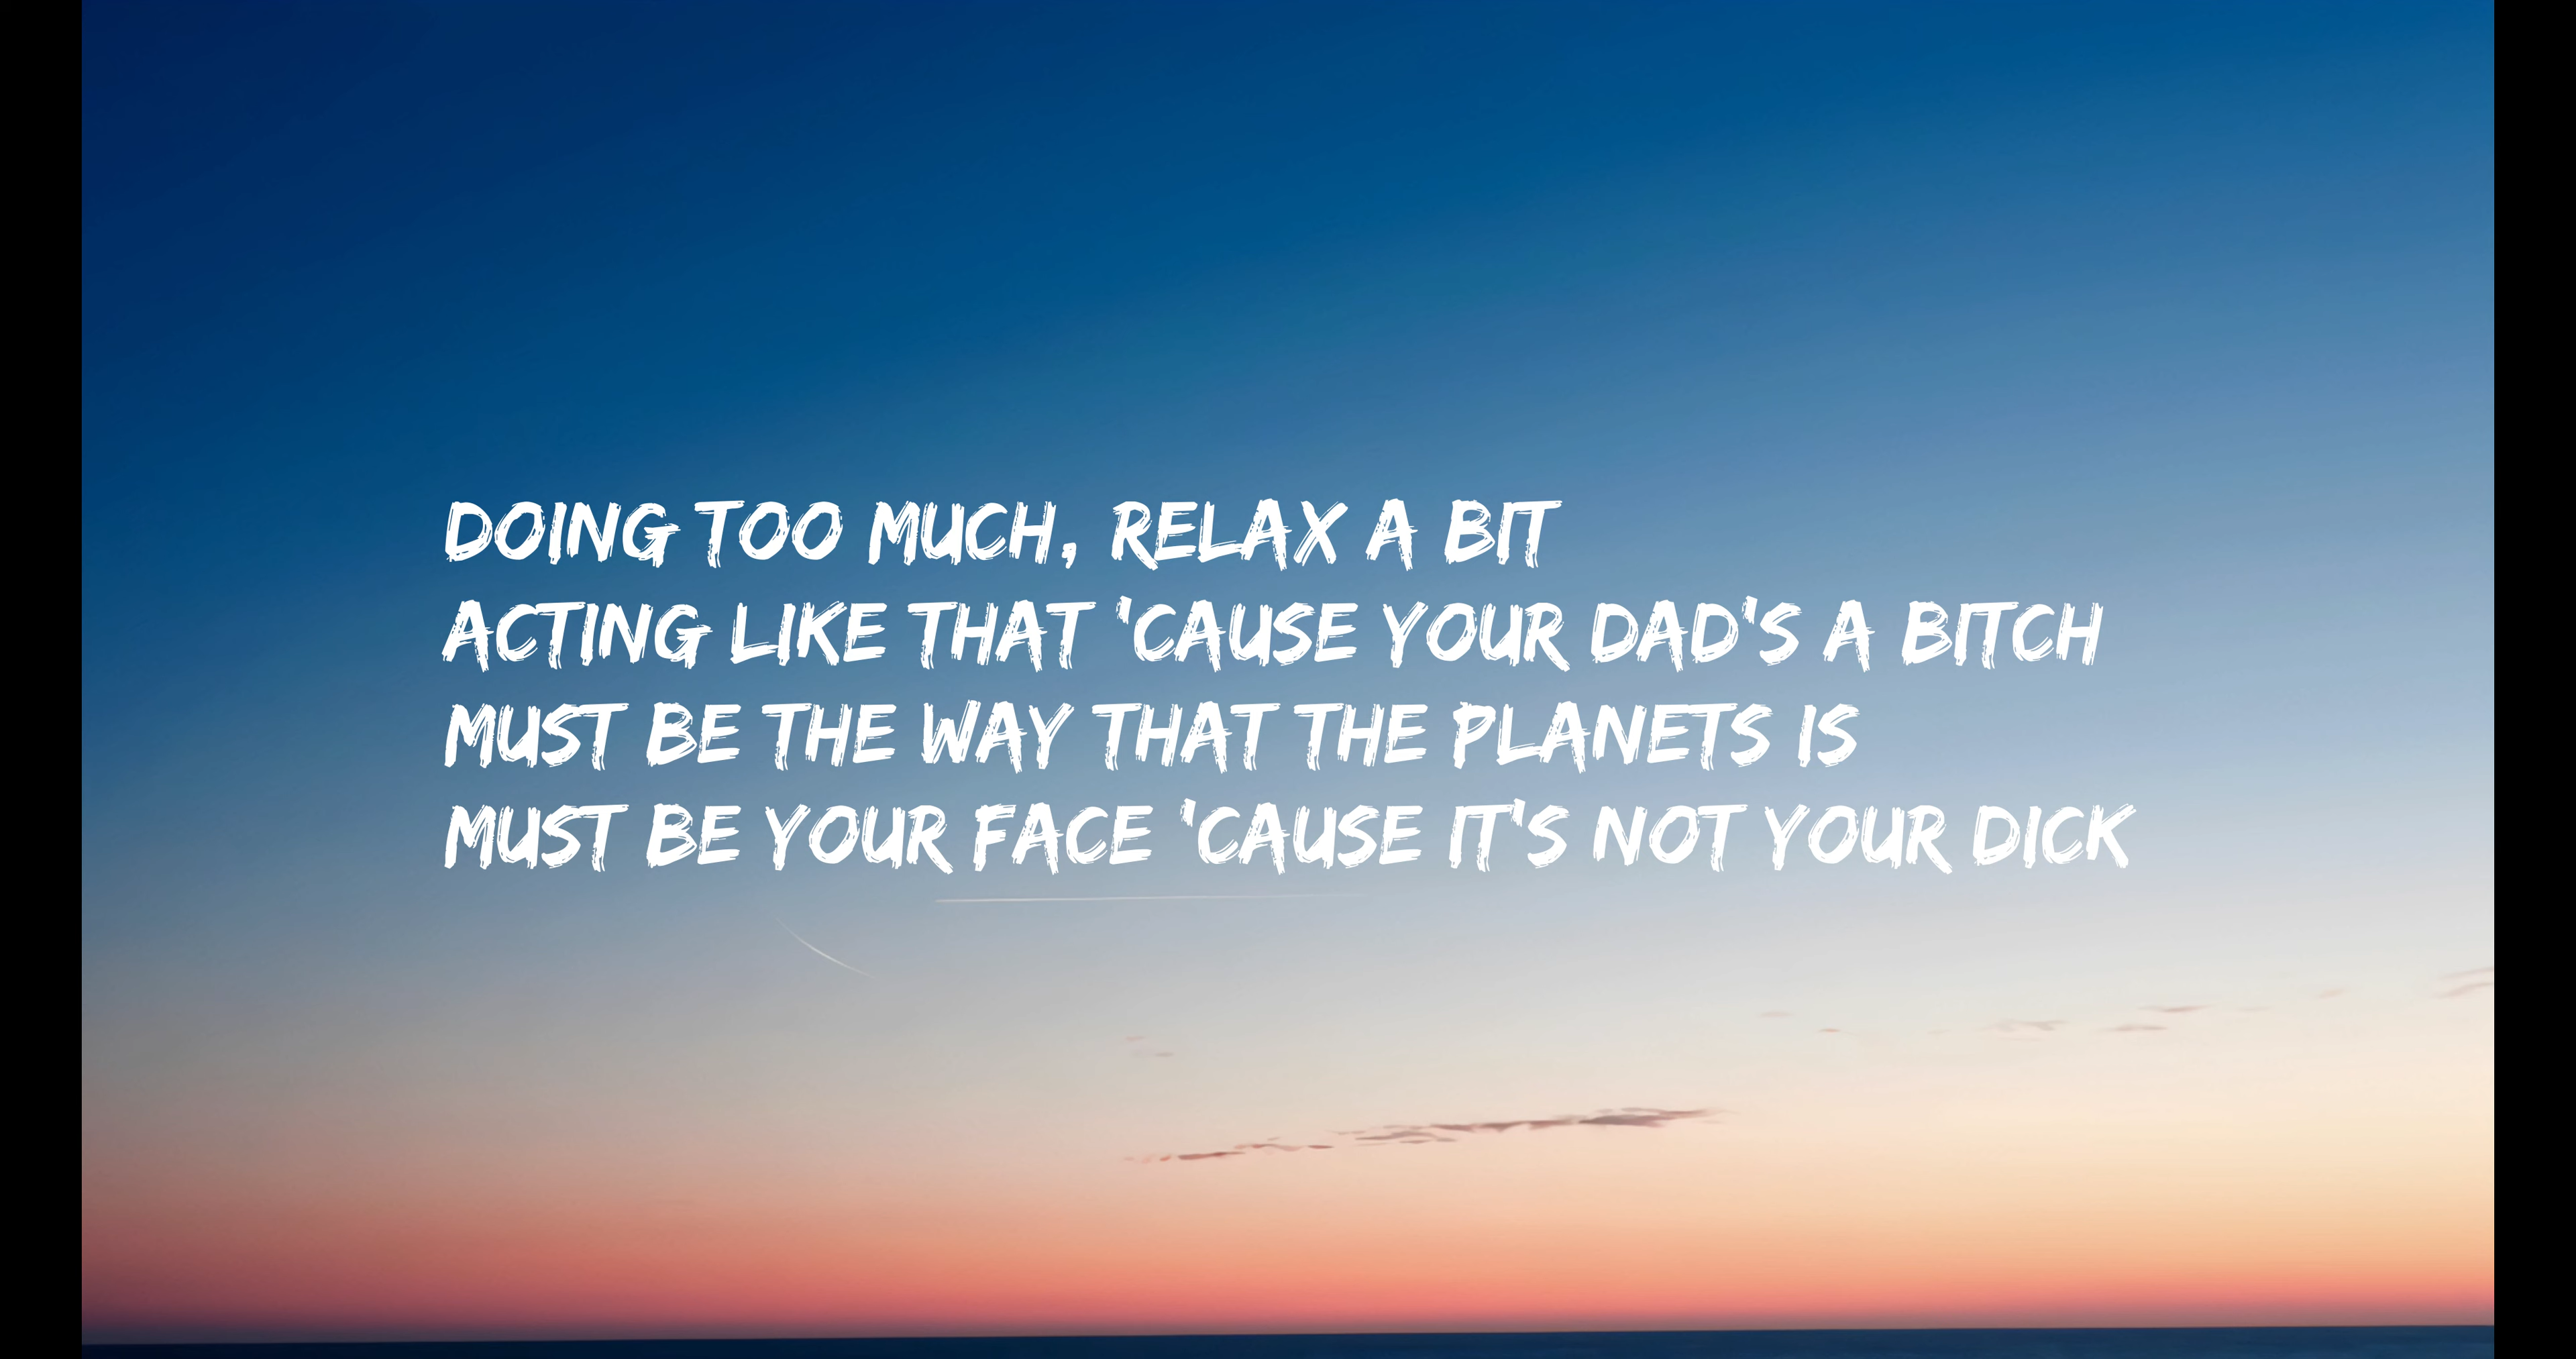 DOING TOO MUCH, RELAX A BIT
ACTING LIKE THAT 'CAUSE YOUR DAD'S A BITCH
MUST BE THE WAY THAT THE PLANETS IS
MUST BE YOUR FACE 'CAUSE IT'S NOT YOUR DICK